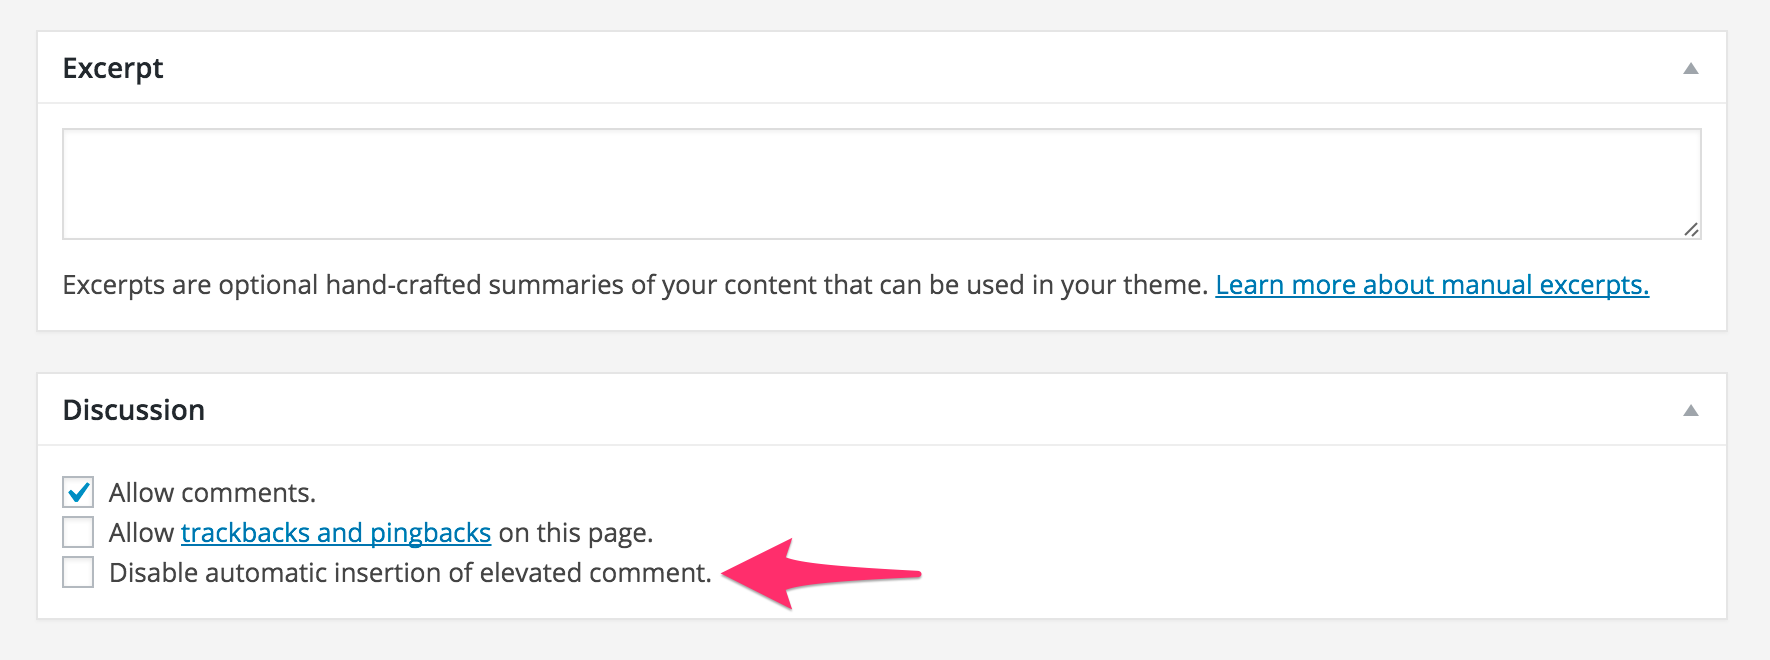 Excerpt
Excerpts are optional hand-crafted summaries of your content that can be used in your theme. Learn more about manual excerpts.
Discussion
Allow comments.
Allow trackbacks and pingbacks on this page.
Disable automatic insertion of elevated comment.